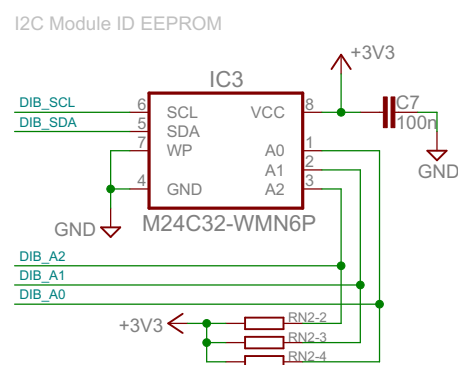 I2C Module ID EEPROM
+3V3
IC3
DIB_SCL
6
SCL
VCC
8
C7
100n
DIB_SDA
5
SDA
7
WP
A0
1
A1
2
4
GND
A2
3
GND
GND
M24C32-WMN6P
DIB_A2
DIB_A1
DIB_A0
+3V3
RN2-2
RN2-3
RN2-4